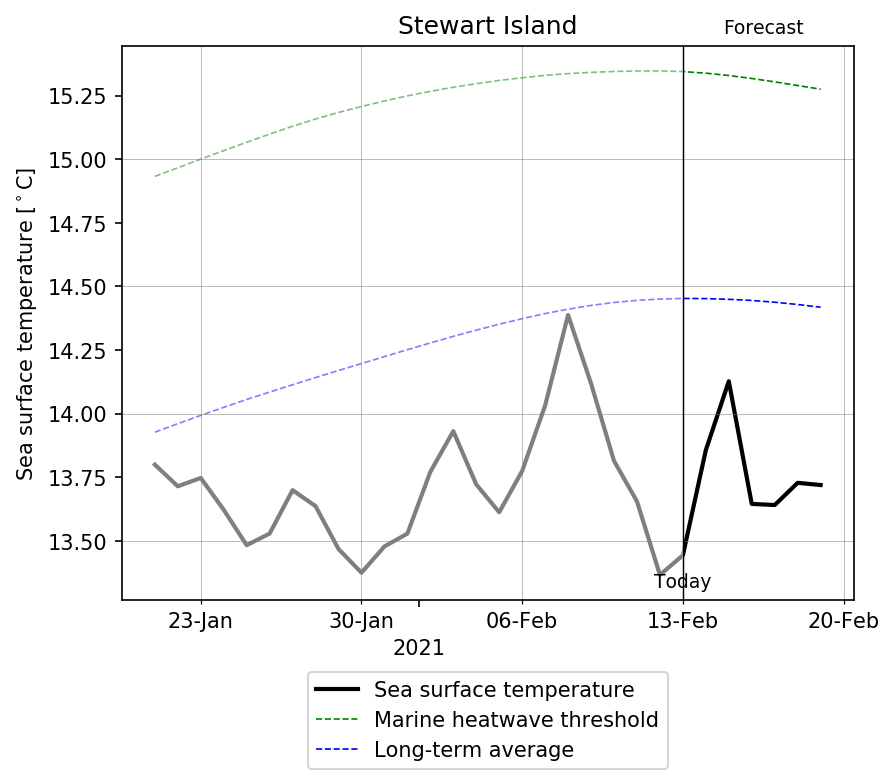 Stewart Island
Forecast
Sea surface temperature [°C]
15.25
15.00
14.75
14.50
14.25
14.00
13.75
13.50
Today
23-Jan 30-Jan 06-Feb 13-Feb 20-Feb
2021
Sea surface temperature
Marine heatwave threshold
Long-term average